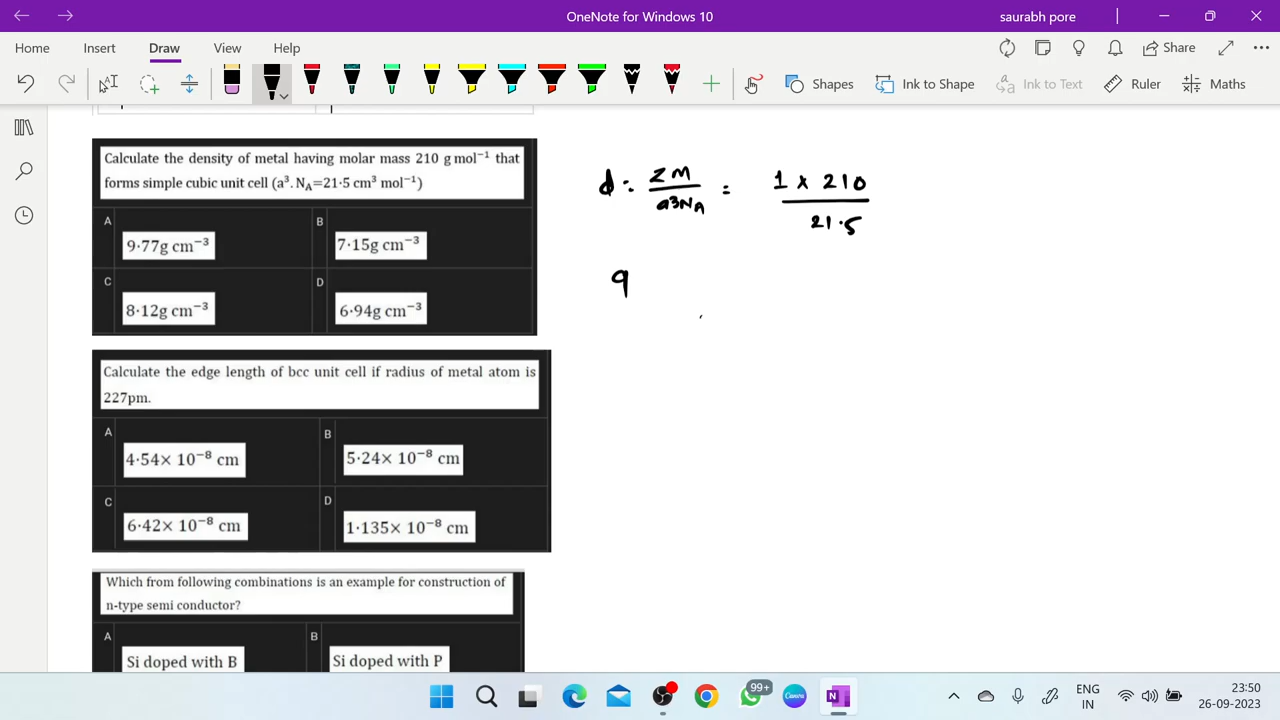 OneNote for Windows 10
saurabh pore
Home Insert Draw View Help
Share
Shapes Ink to Shape Ink to Text Ruler Maths
Calculate the density of metal having molar mass 210 g mol⁻¹ that
forms simple cubic unit cell (a³. N_A=21·5 cm³ mol⁻¹)
A 9·77g cm⁻³
B 7·15g cm⁻³
C 8·12g cm⁻³
D 6·94g cm⁻³
d = ZM / a³N_A = 1 x 210 / 21.5
9
Calculate the edge length of bcc unit cell if radius of metal atom is
227pm.
A 4·54× 10⁻⁸ cm
B 5·24× 10⁻⁸ cm
C 6·42× 10⁻⁸ cm
D 1·135× 10⁻⁸ cm
Which from following combinations is an example for construction of
n-type semi conductor?
A Si doped with B
B Si doped with P
99+
ENG
IN
23:50
26-09-2023